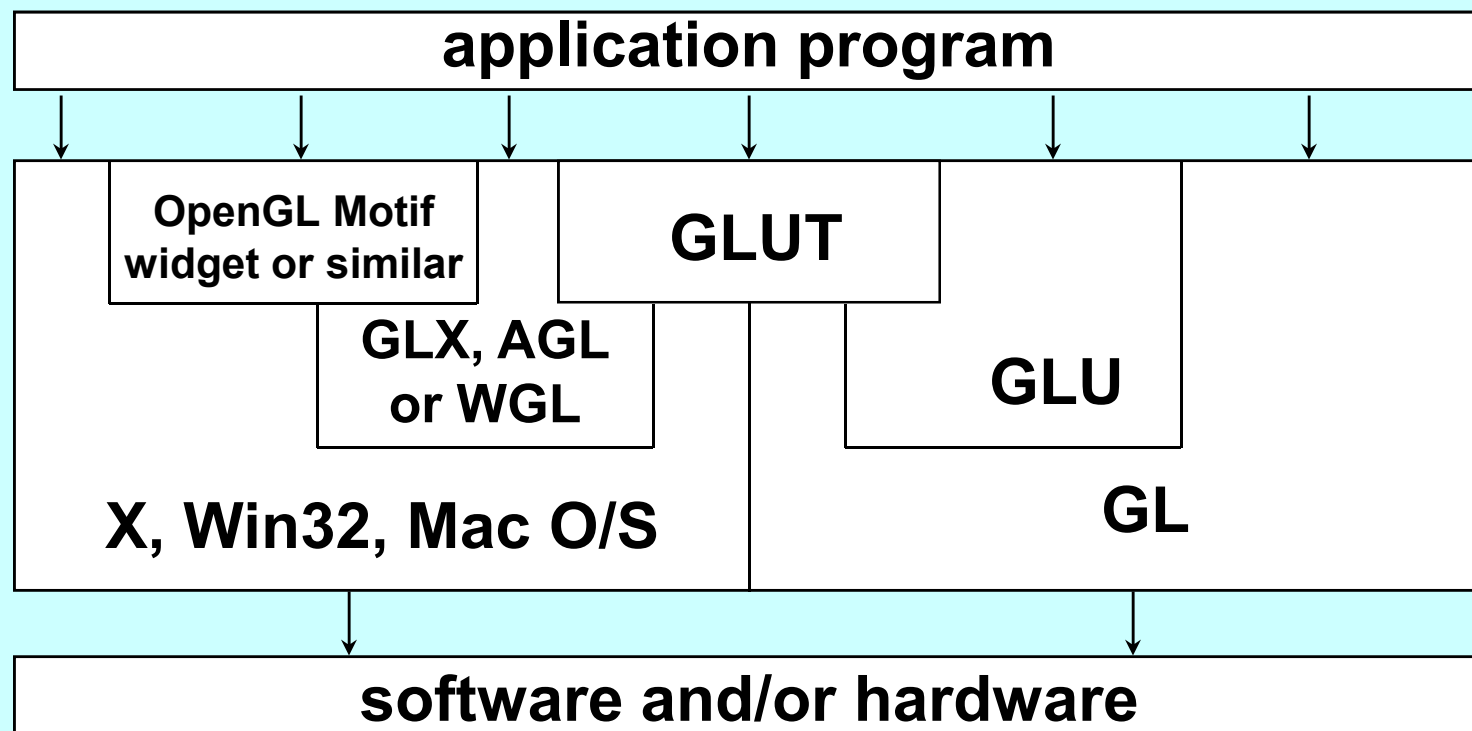 application program
OpenGL Motif
widget or similar
GLUT
GLX, AGL
or WGL
GLU
X, Win32, Mac O/S
GL
software and/or hardware